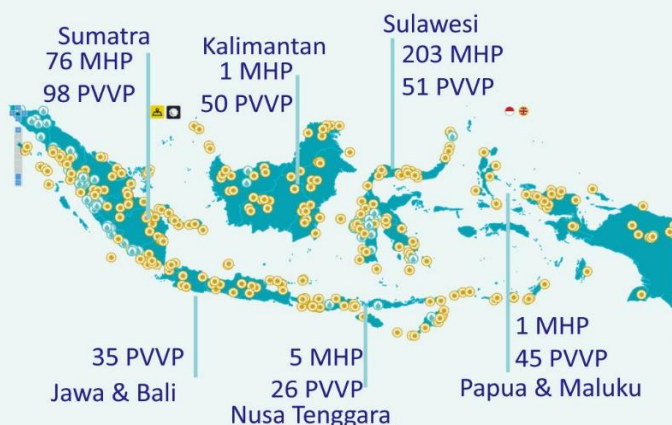 Sumatra
76 MHP
98 PVVP
Kalimantan
1 MHP
50 PVVP
Sulawesi
203 MHP
51 PVVP
35 PVVP
Jawa & Bali
5 MHP
26 PVVP
Nusa Tenggara
1 MHP
45 PVVP
Papua & Maluku